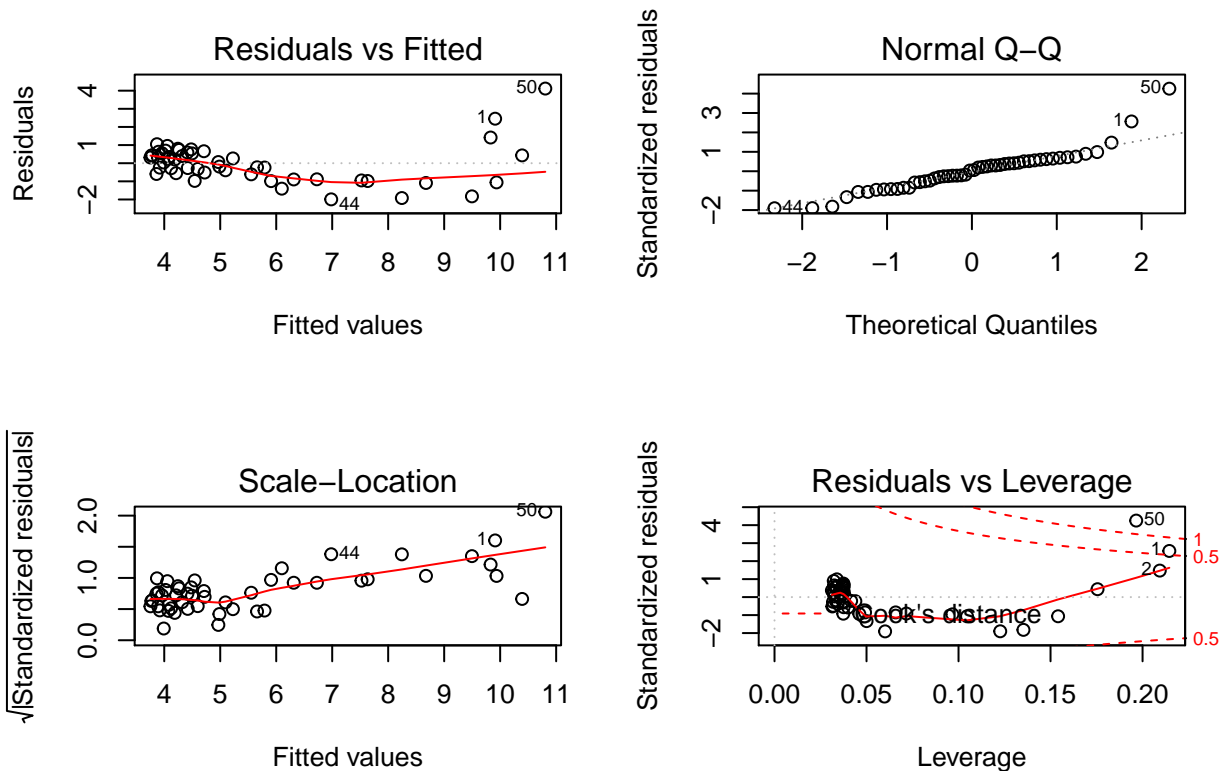 Residuals vs Fitted
Residuals
4
1
−2
50
1
44
4 5 6 7 8 9 10 11
Fitted values
Normal Q−Q
Standardized residuals
3
1
−2
50
1
44
−2 −1 0 1 2
Theoretical Quantiles
Scale−Location
√|Standardized residuals|
2.0
1.0
0.0
50
1
44
4 5 6 7 8 9 10 11
Fitted values
Residuals vs Leverage
Standardized residuals
4
1
−2
50
1
2
1
0.5
0.5
Cook's distance
0.00 0.05 0.10 0.15 0.20
Leverage